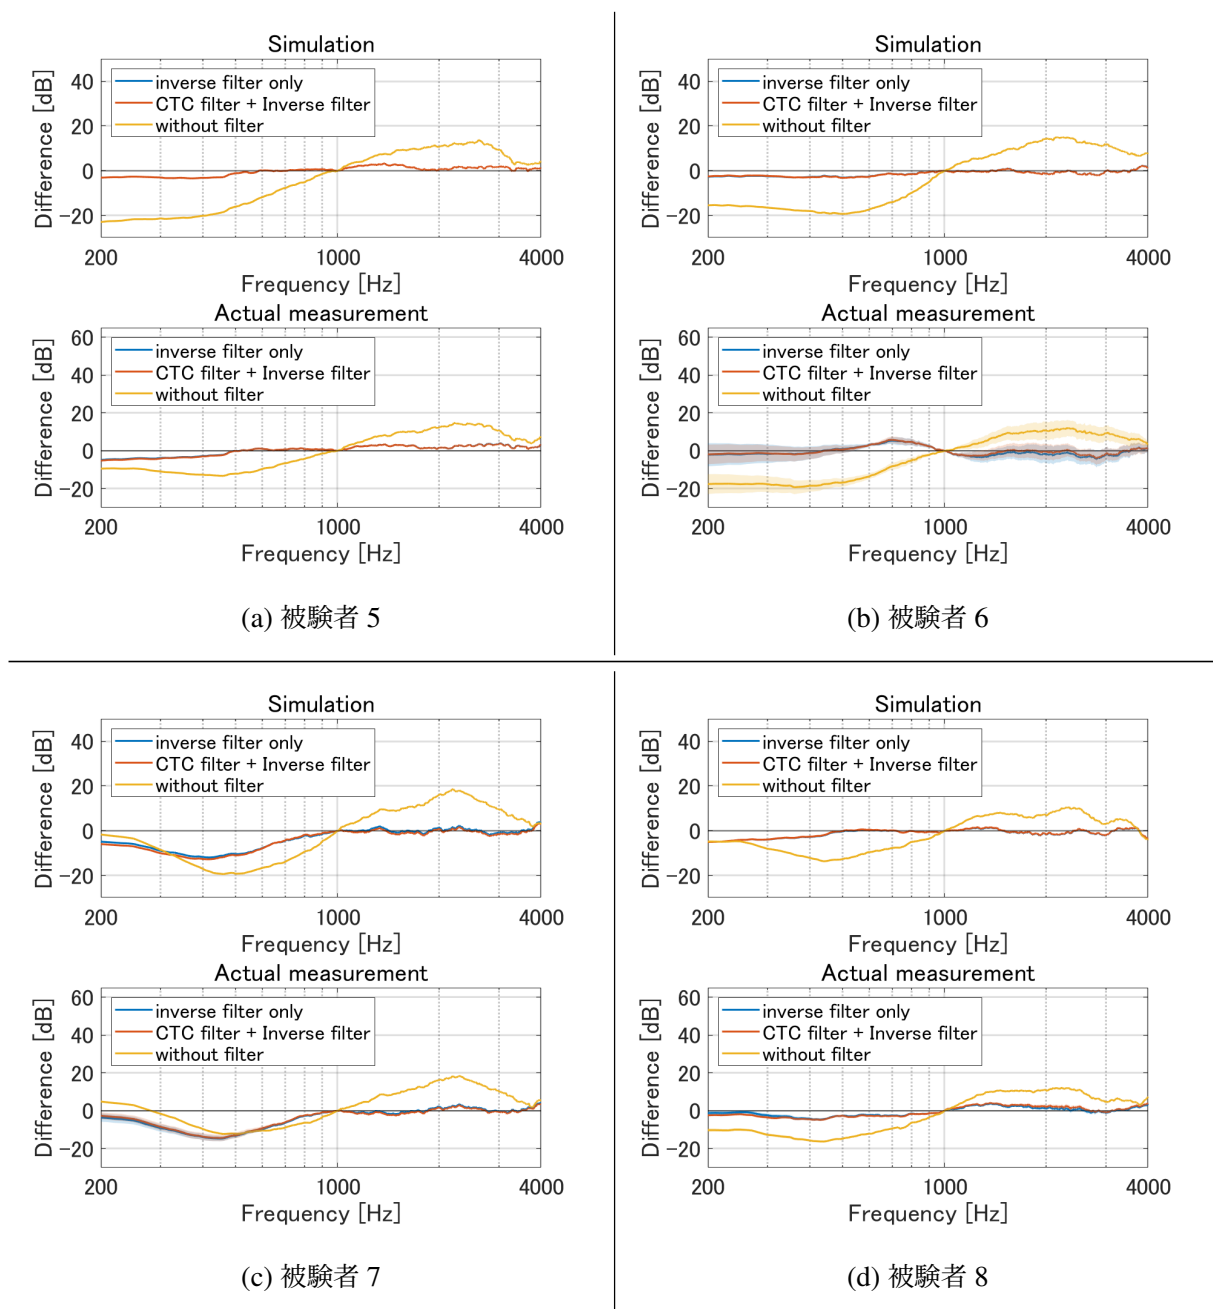 Simulation
Difference [dB]
40
20
0
-20
inverse filter only
CTC filter + Inverse filter
without filter
200
1000
4000
Frequency [Hz]
Actual measurement
Difference [dB]
60
40
20
0
-20
inverse filter only
CTC filter + Inverse filter
without filter
200
1000
4000
Frequency [Hz]
(a) 被験者 5
Simulation
Difference [dB]
40
20
0
-20
inverse filter only
CTC filter + Inverse filter
without filter
200
1000
4000
Frequency [Hz]
Actual measurement
Difference [dB]
60
40
20
0
-20
inverse filter only
CTC filter + Inverse filter
without filter
200
1000
4000
Frequency [Hz]
(b) 被験者 6
Simulation
Difference [dB]
40
20
0
-20
inverse filter only
CTC filter + Inverse filter
without filter
200
1000
4000
Frequency [Hz]
Actual measurement
Difference [dB]
60
40
20
0
-20
inverse filter only
CTC filter + Inverse filter
without filter
200
1000
4000
Frequency [Hz]
(c) 被験者 7
Simulation
Difference [dB]
40
20
0
-20
inverse filter only
CTC filter + Inverse filter
without filter
200
1000
4000
Frequency [Hz]
Actual measurement
Difference [dB]
60
40
20
0
-20
inverse filter only
CTC filter + Inverse filter
without filter
200
1000
4000
Frequency [Hz]
(d) 被験者 8